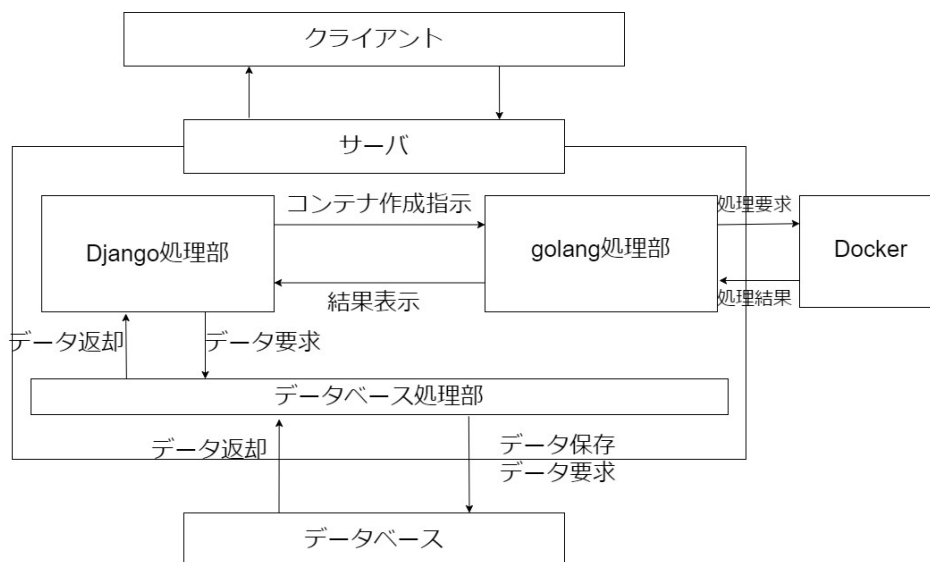 クライアント
サーバ
コンテナ作成指示
処理要求
Django処理部
golang処理部
Docker
結果表示
処理結果
データ返却
データ要求
データベース処理部
データ返却
データ保存
データ要求
データベース